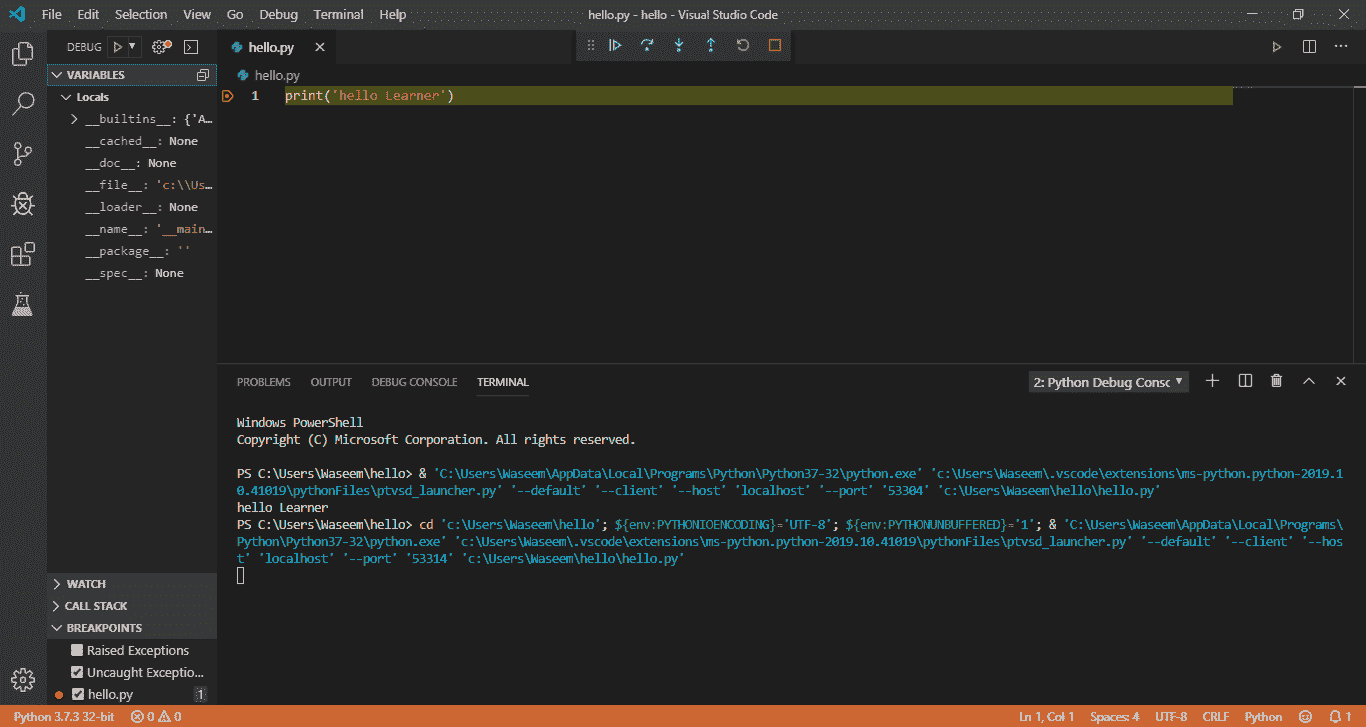 File Edit Selection View Go Debug Terminal Help hello.py - hello - Visual Studio Code
DEBUG
hello.py
VARIABLES
Locals
__builtins__: {'A...
__cached__: None
__doc__: None
__file__: 'c:\\Us...
__loader__: None
__name__: '__main...
__package__: ''
__spec__: None
WATCH
CALL STACK
BREAKPOINTS
Raised Exceptions
Uncaught Exceptio...
hello.py 1
hello.py
1 print('hello Learner')
PROBLEMS OUTPUT DEBUG CONSOLE TERMINAL 2: Python Debug Consc
Windows PowerShell
Copyright (C) Microsoft Corporation. All rights reserved.
PS C:\Users\Waseem\hello> & 'C:\Users\Waseem\AppData\Local\Programs\Python\Python37-32\python.exe' 'c:\Users\Waseem\.vscode\extensions\ms-python.python-2019.1
0.41019\pythonFiles\ptvsd_launcher.py' '--default' '--client' '--host' 'localhost' '--port' '53304' 'c:\Users\Waseem\hello\hello.py'
hello Learner
PS C:\Users\Waseem\hello> cd 'c:\Users\Waseem\hello'; ${env:PYTHONIOENCODING}='UTF-8'; ${env:PYTHONUNBUFFERED}='1'; & 'C:\Users\Waseem\AppData\Local\Programs\
Python\Python37-32\python.exe' 'c:\Users\Waseem\.vscode\extensions\ms-python.python-2019.10.41019\pythonFiles\ptvsd_launcher.py' '--default' '--client' '--hos
t' 'localhost' '--port' '53314' 'c:\Users\Waseem\hello\hello.py'
Python 3.7.3 32-bit 0 0 Ln 1, Col 1 Spaces: 4 UTF-8 CRLF Python 1